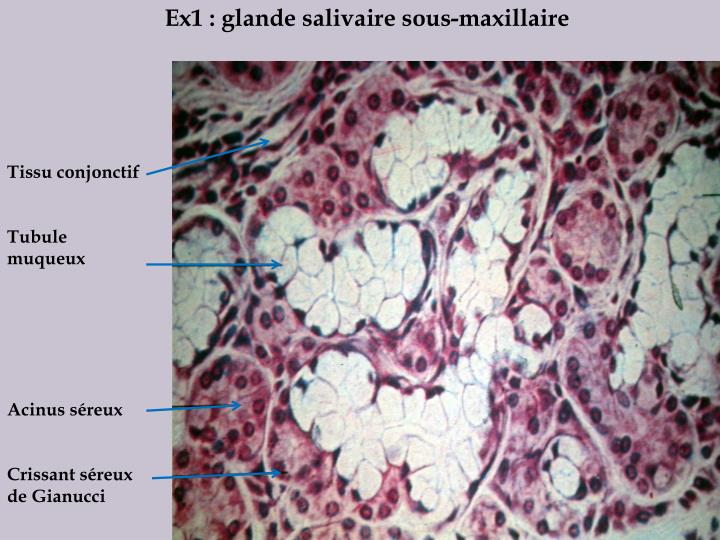 Ex1 : glande salivaire sous-maxillaire
Tissu conjonctif
Tubule
muqueux
Acinus séreux
Crissant séreux
de Gianucci